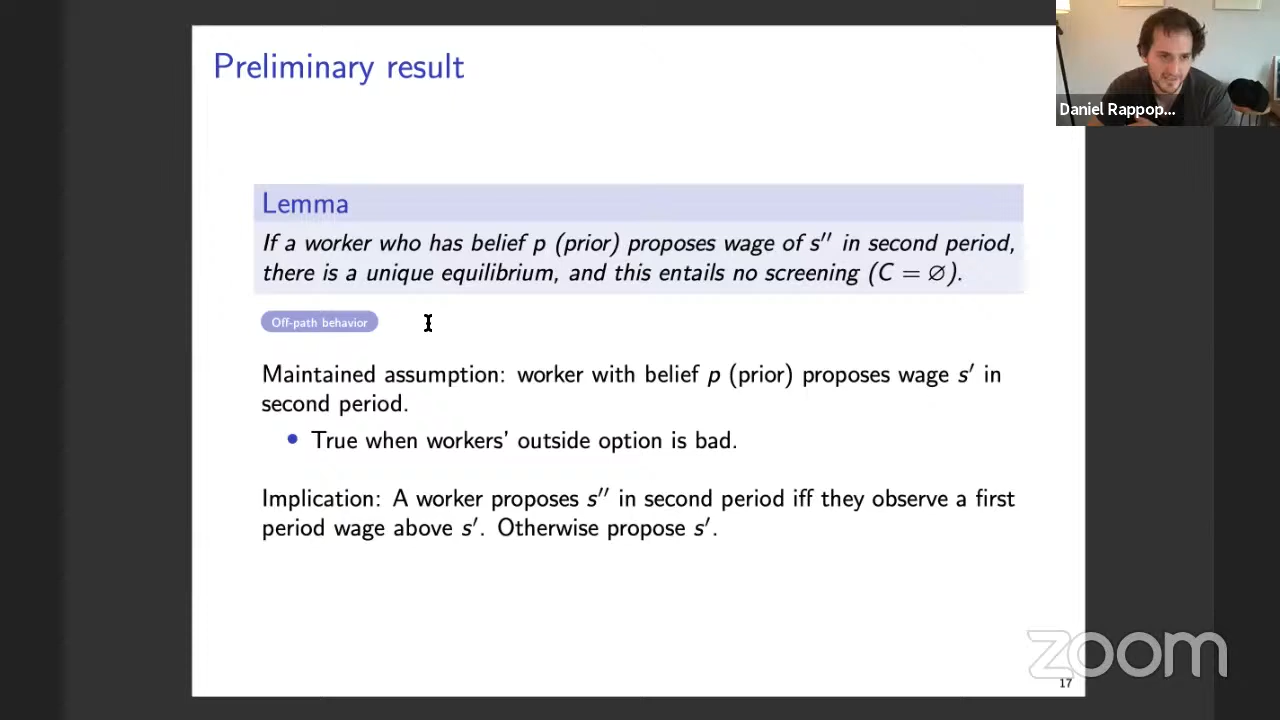 Preliminary result
Daniel Rappop...
Lemma
If a worker who has belief p (prior) proposes wage of s′′ in second period,
there is a unique equilibrium, and this entails no screening (C = ∅).
Off-path behavior
Maintained assumption: worker with belief p (prior) proposes wage s′ in
second period.
• True when workers' outside option is bad.
Implication: A worker proposes s′′ in second period iff they observe a first
period wage above s′. Otherwise propose s′.
zoom
17